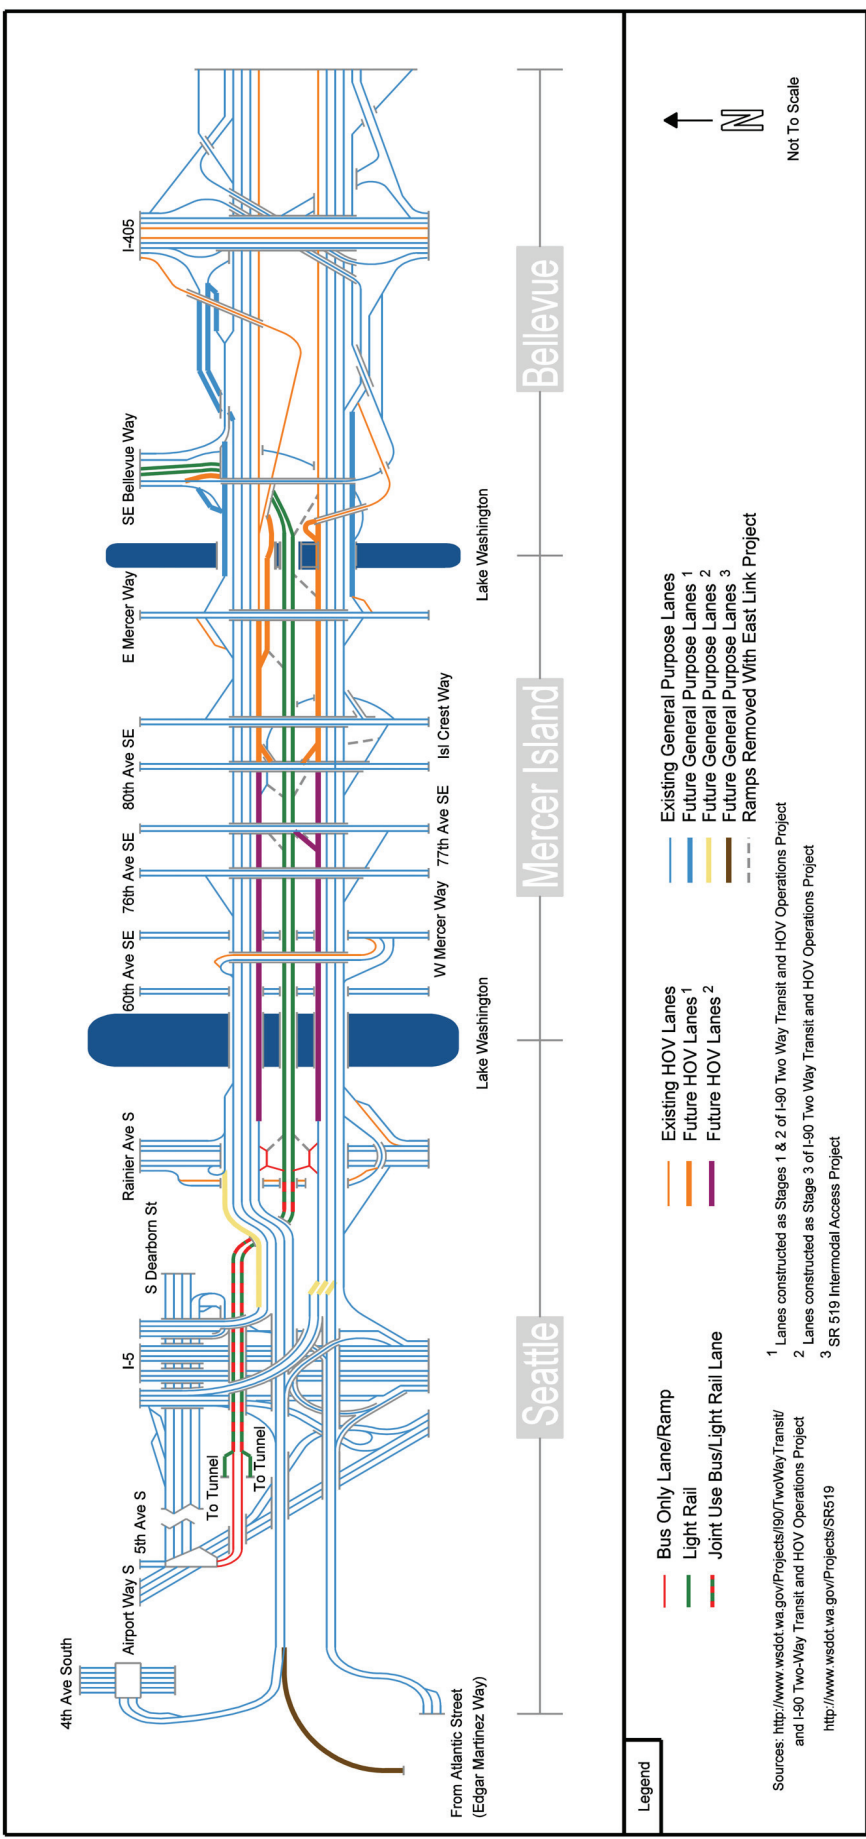 4th Ave South
Airport Way S
5th Ave S
I-5
S Dearborn St
Rainier Ave S
60th Ave SE
76th Ave SE
80th Ave SE
E Mercer Way
SE Bellevue Way
I-405
To Tunnel
To Tunnel
From Atlantic Street
(Edgar Martinez Way)
Lake Washington
W Mercer Way
77th Ave SE
Isl Crest Way
Lake Washington
Seattle
Mercer Island
Bellevue
Legend
Bus Only Lane/Ramp
Light Rail
Joint Use Bus/Light Rail Lane
Existing HOV Lanes
Future HOV Lanes 1
Future HOV Lanes 2
Existing General Purpose Lanes
Future General Purpose Lanes 1
Future General Purpose Lanes 2
Future General Purpose Lanes 3
Ramps Removed With East Link Project
N
Not To Scale
Sources: http://www.wsdot.wa.gov/Projects/I90/TwoWayTransit/
and I-90 Two-Way Transit and HOV Operations Project
http://www.wsdot.wa.gov/Projects/SR519
1 Lanes constructed as Stages 1 & 2 of I-90 Two Way Transit and HOV Operations Project
2 Lanes constructed as Stage 3 of I-90 Two Way Transit and HOV Operations Project
3 SR 519 Intermodal Access Project